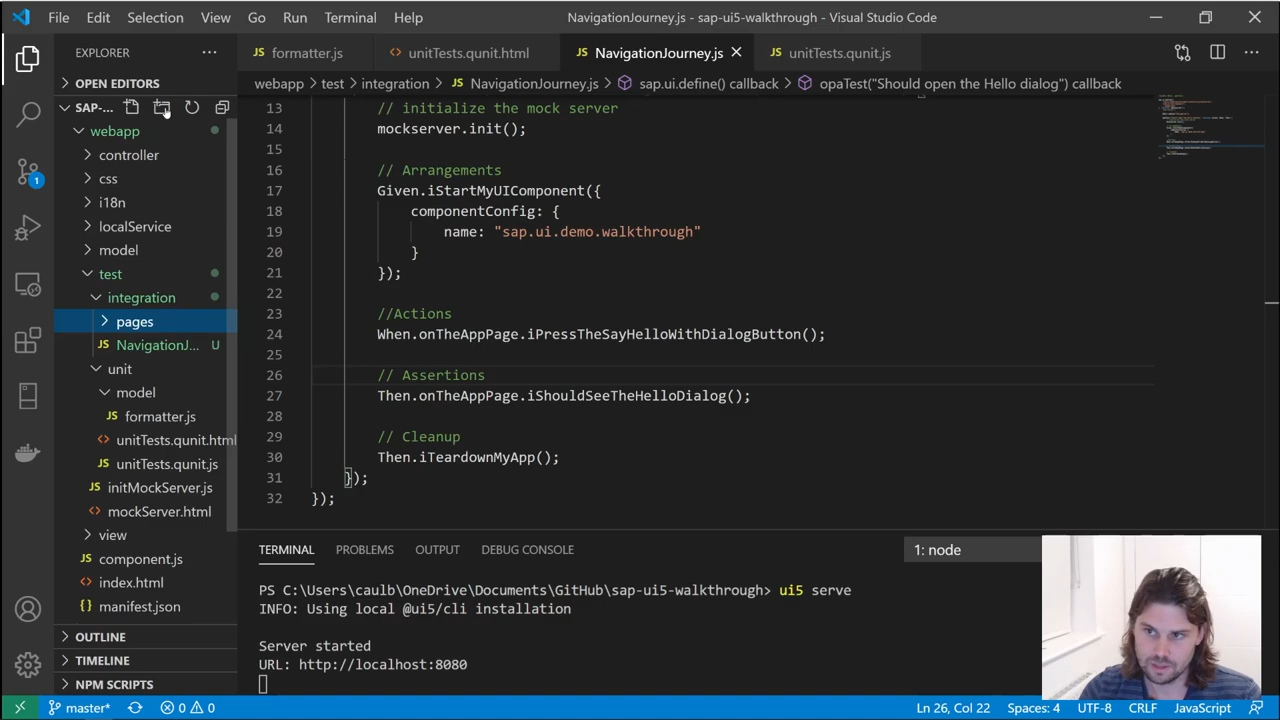 File Edit Selection View Go Run Terminal Help
NavigationJourney.js - sap-ui5-walkthrough - Visual Studio Code
EXPLORER
formatter.js
unitTests.qunit.html
NavigationJourney.js
unitTests.qunit.js
OPEN EDITORS
webapp > test > integration > NavigationJourney.js > sap.ui.define() callback > opaTest("Should open the Hello dialog") callback
SAP-...
webapp
controller
css
i18n
localService
model
test
integration
pages
NavigationJ... U
unit
model
formatter.js
unitTests.qunit.html
unitTests.qunit.js
initMockServer.js
mockServer.html
view
component.js
index.html
manifest.json
OUTLINE
TIMELINE
NPM SCRIPTS
1
13 // initialize the mock server
14 mockserver.init();
15
16 // Arrangements
17 Given.iStartMyUIComponent({
18 componentConfig: {
19 name: "sap.ui.demo.walkthrough"
20 }
21 });
22
23 //Actions
24 When.onTheAppPage.iPressTheSayHelloWithDialogButton();
25
26 // Assertions
27 Then.onTheAppPage.iShouldSeeTheHelloDialog();
28
29 // Cleanup
30 Then.iTeardownMyApp();
31 });
32 });
TERMINAL PROBLEMS OUTPUT DEBUG CONSOLE
1: node
PS C:\Users\caulb\OneDrive\Documents\GitHub\sap-ui5-walkthrough> ui5 serve
INFO: Using local @ui5/cli installation
Server started
URL: http://localhost:8080
master* 0 0
Ln 26, Col 22 Spaces: 4 UTF-8 CRLF JavaScript